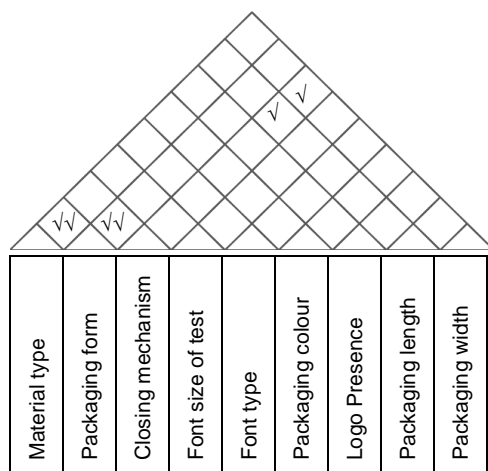 √
√
√√ √√
Material type
Packaging form
Closing mechanism
Font size of test
Font type
Packaging colour
Logo Presence
Packaging length
Packaging width